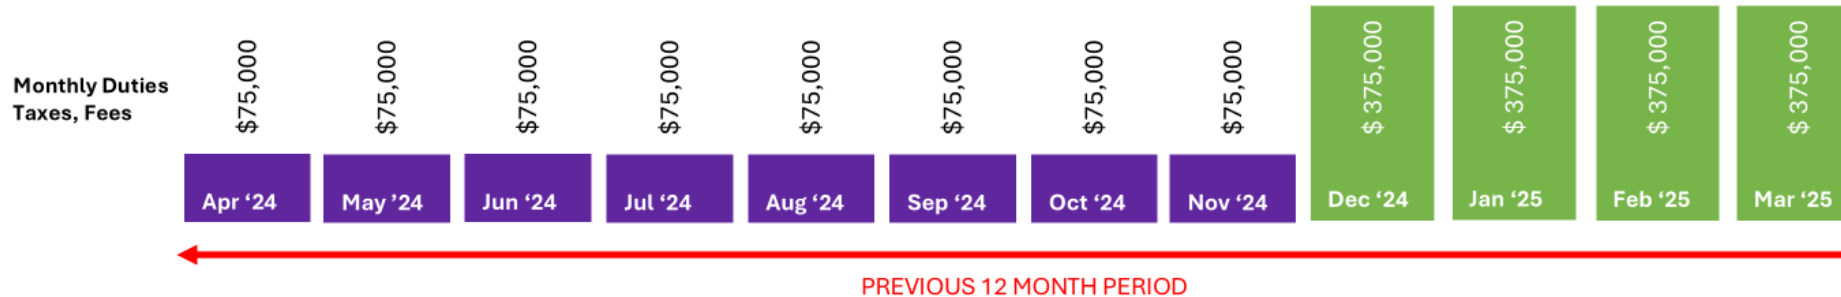 Monthly Duties
Taxes, Fees
$75,000
$75,000
$75,000
$75,000
$75,000
$75,000
$75,000
$75,000
$ 375,000
$ 375,000
$ 375,000
$ 375,000
Apr ‘24
May ’24
Jun ‘24
Jul ‘24
Aug ‘24
Sep ‘24
Oct ‘24
Nov ‘24
Dec ‘24
Jan ‘25
Feb ‘25
Mar ‘25
PREVIOUS 12 MONTH PERIOD